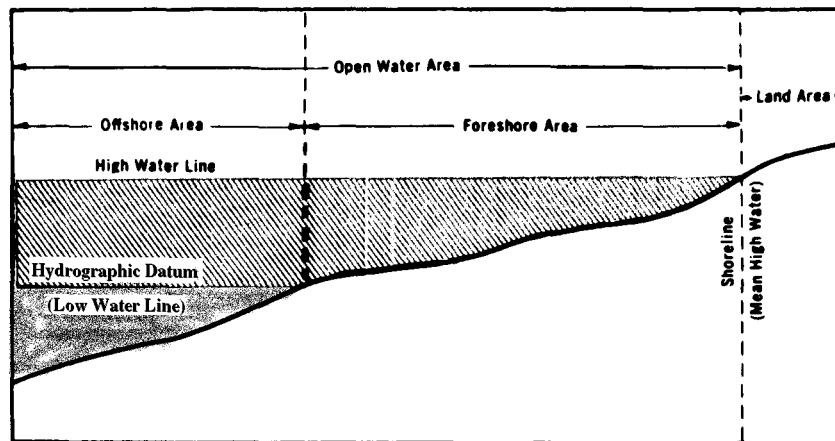 Open Water Area
Land Area
Offshore Area
Foreshore Area
High Water Line
Hydrographic Datum
(Low Water Line)
Shoreline
(Mean High Water)